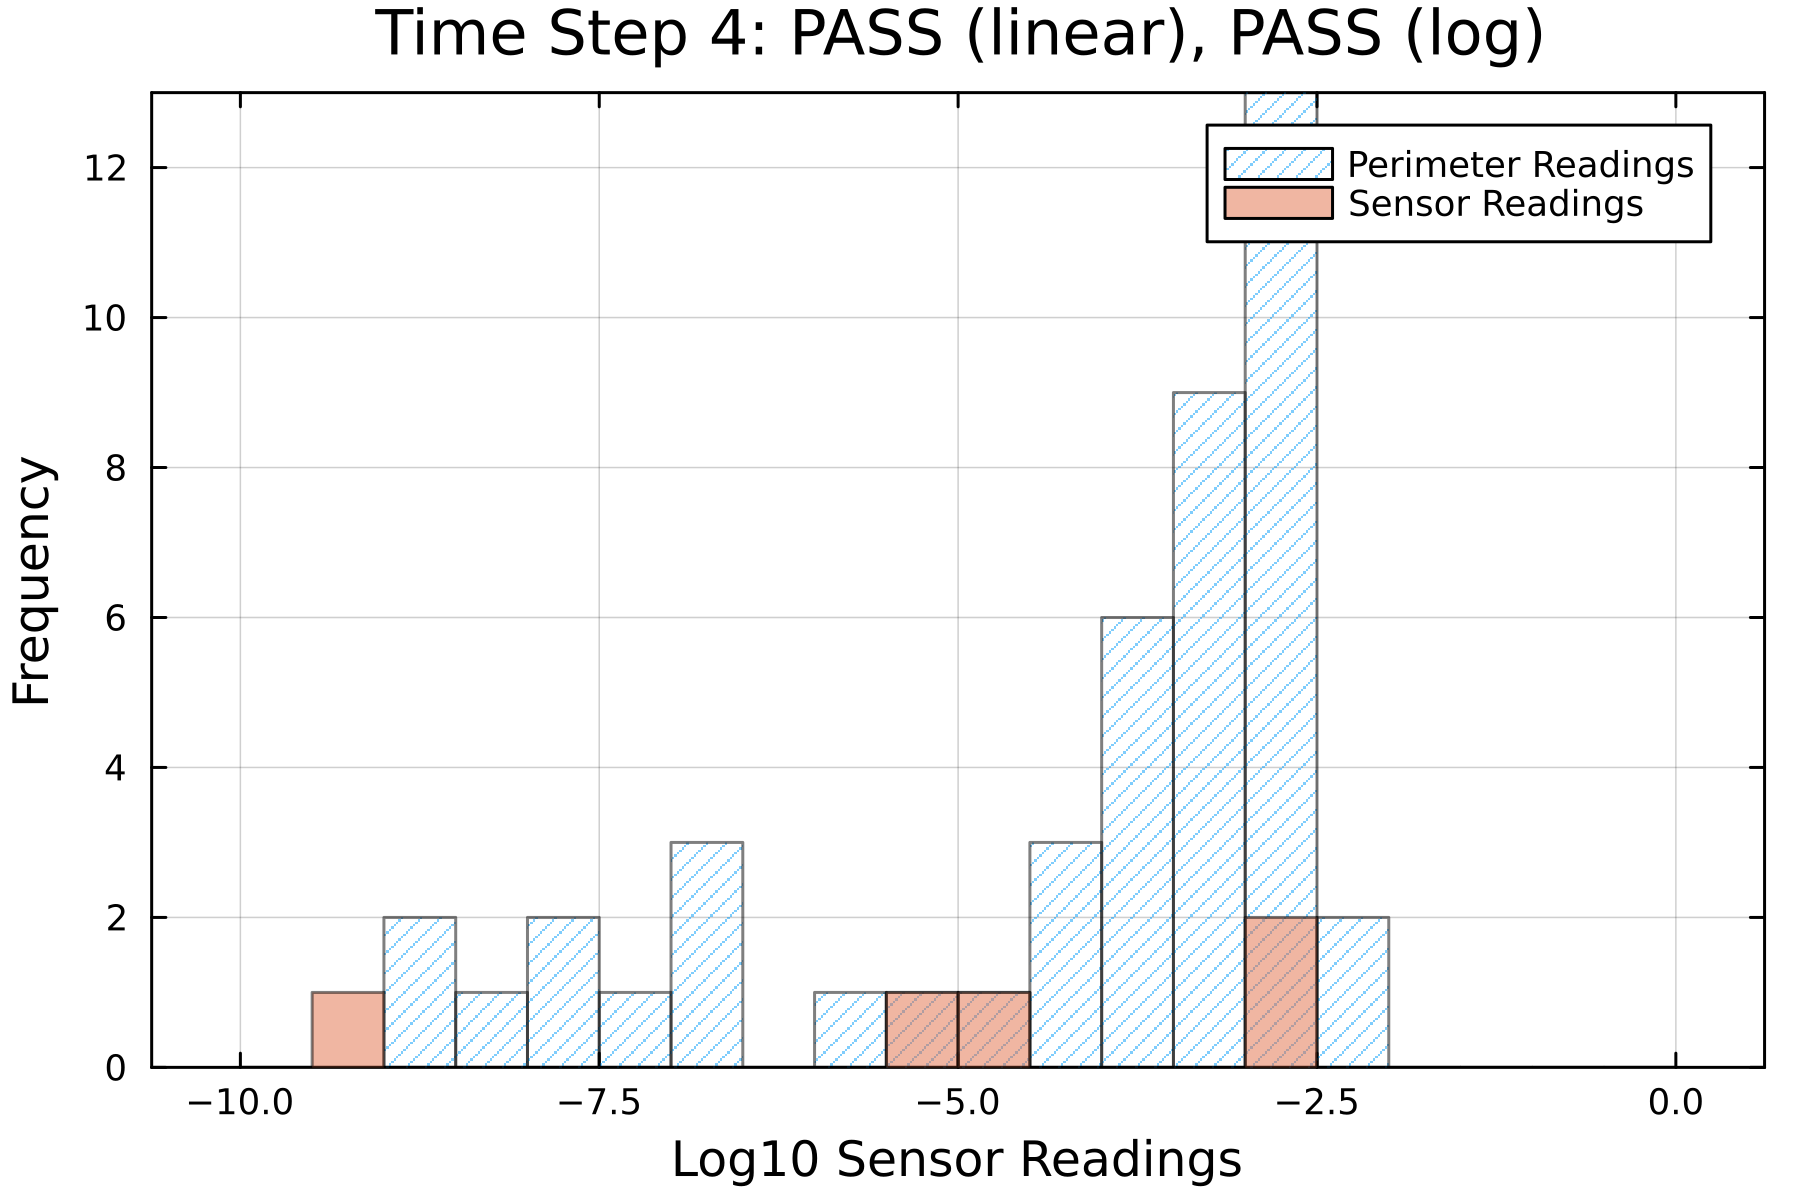 Time Step 4: PASS (linear), PASS (log)
Perimeter Readings
Sensor Readings
12
10
8
6
4
2
0
Frequency
−10.0
−7.5
−5.0
−2.5
0.0
Log10 Sensor Readings